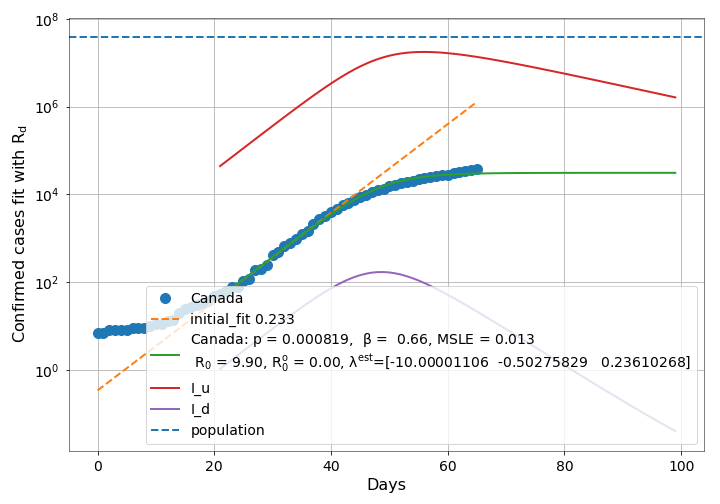 10⁸
10⁶
10⁴
10²
10⁰
Confirmed cases fit with R_d
Canada
initial_fit 0.233
Canada: p = 0.000819,  β =  0.66, MSLE = 0.013
R₀ = 9.90, R₀ᵒ = 0.00, λᵉˢᵗ=[-10.00001106  -0.50275829   0.23610268]
I_u
I_d
population
0
20
40
60
80
100
Days